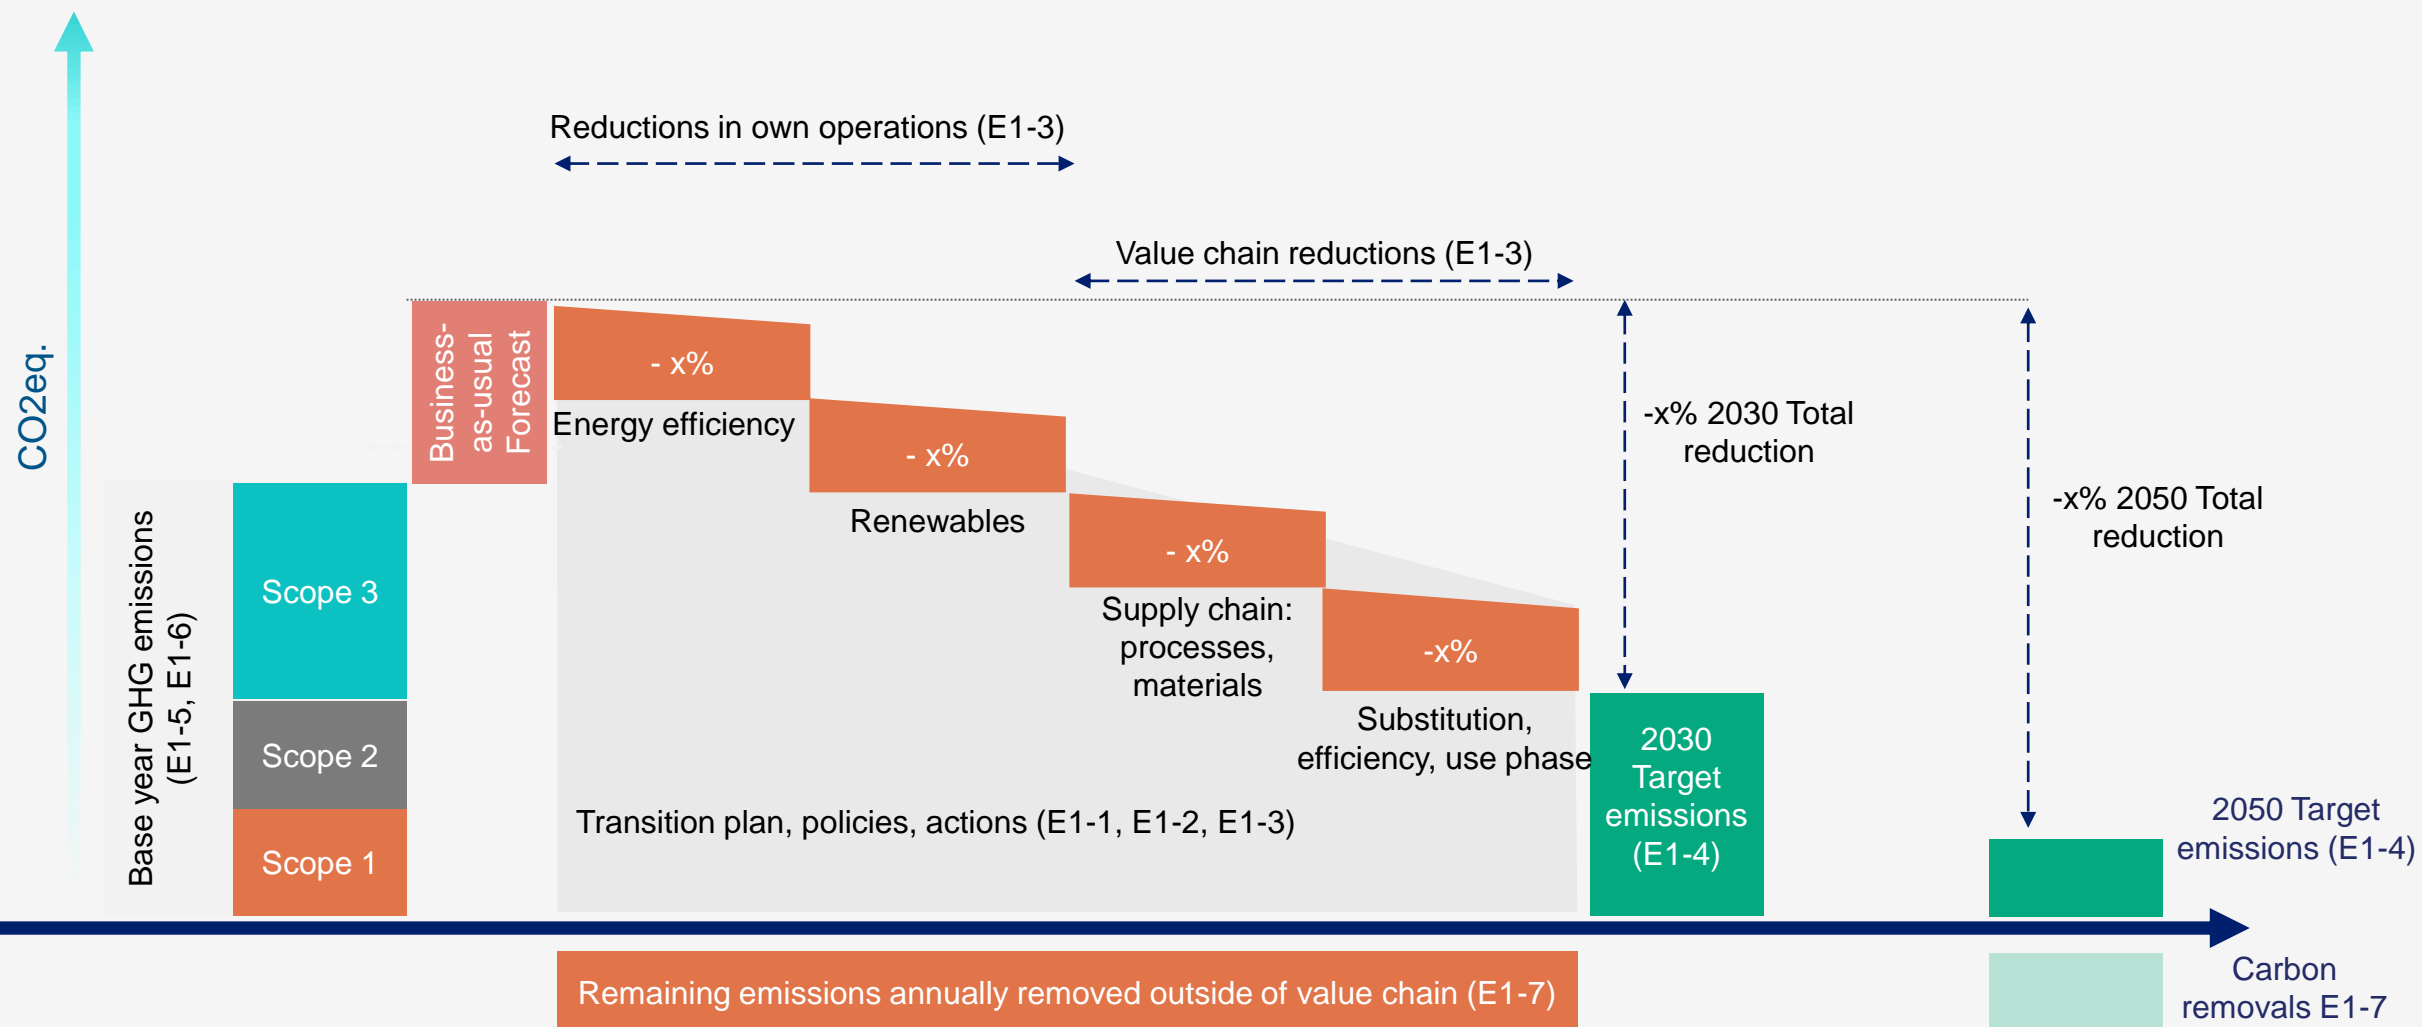 CO2eq.
Base year GHG emissions
(E1-5, E1-6)
Scope 3
Scope 2
Scope 1
Business-
as-usual
Forecast
Reductions in own operations (E1-3)
Value chain reductions (E1-3)
- x%
Energy efficiency
- x%
Renewables
- x%
Supply chain:
processes,
materials
-x%
Substitution,
efficiency, use phase
Transition plan, policies, actions (E1-1, E1-2, E1-3)
-x% 2030 Total
reduction
2030
Target
emissions
(E1-4)
-x% 2050 Total
reduction
2050 Target
emissions (E1-4)
Remaining emissions annually removed outside of value chain (E1-7)
Carbon
removals E1-7